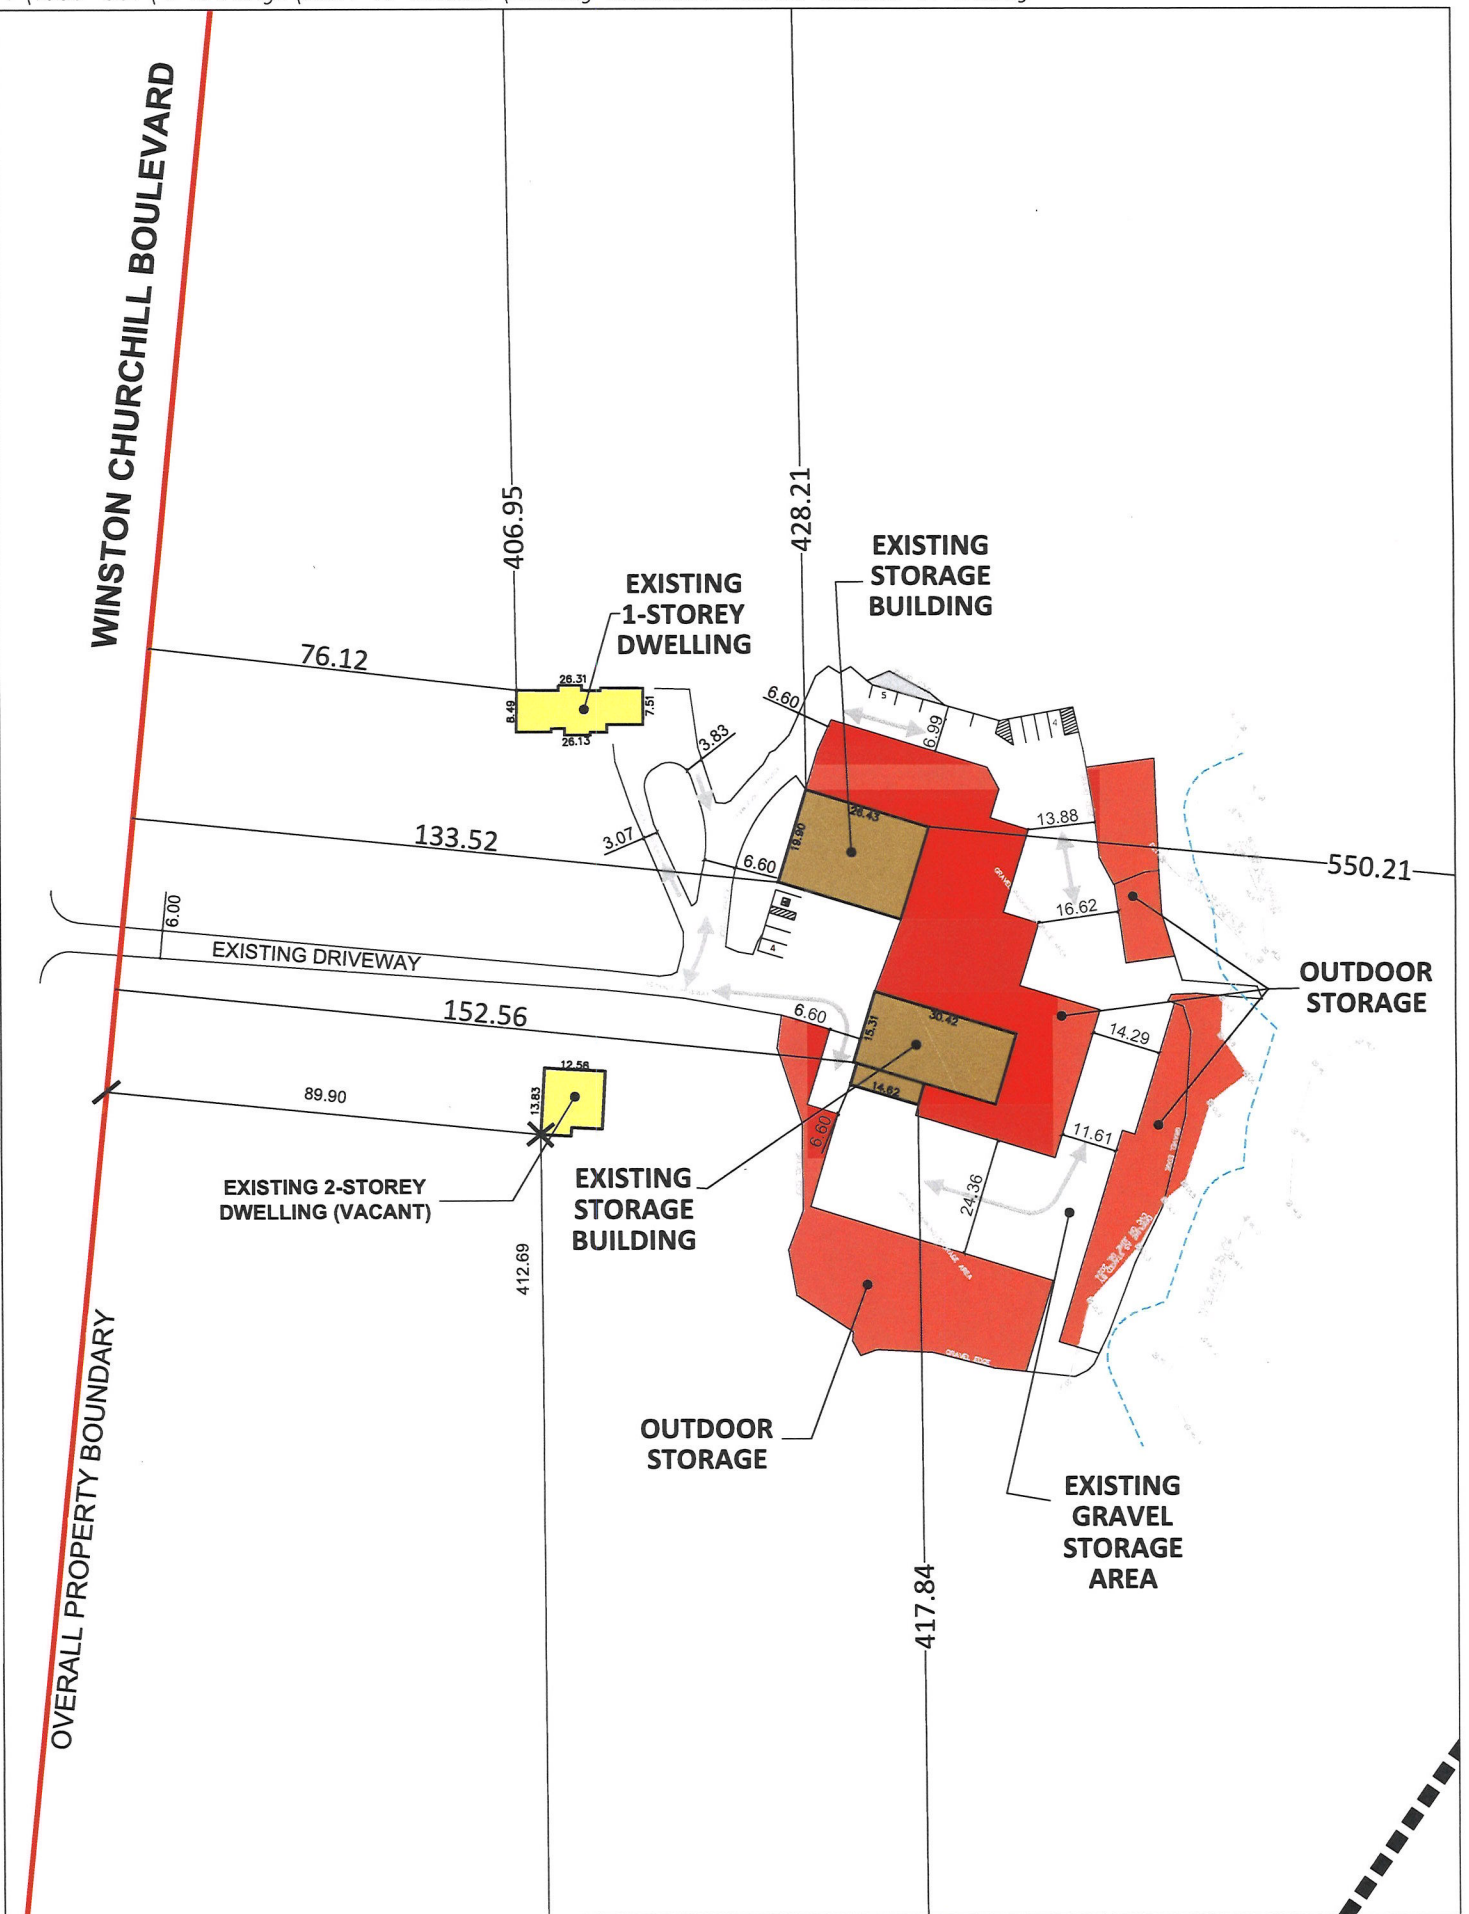 WINSTON CHURCHILL BOULEVARD
406.95
428.21
EXISTING
STORAGE
BUILDING
EXISTING
1-STOREY
DWELLING
76.12
26.31
8.49
7.51
26.13
6.60
5
6.99
4
3.83
133.52
3.07
6.60
26.43
19.90
13.88
550.21
16.62
6.00
EXISTING DRIVEWAY
4
OUTDOOR
STORAGE
152.56
6.60
15.31
30.42
14.29
12.56
13.83
89.90
14.62
6.60
11.61
EXISTING 2-STOREY
DWELLING (VACANT)
EXISTING
STORAGE
BUILDING
24.36
412.69
GRAVEL EDGE
OVERALL PROPERTY BOUNDARY
OUTDOOR
STORAGE
EXISTING
GRAVEL
STORAGE
AREA
417.84